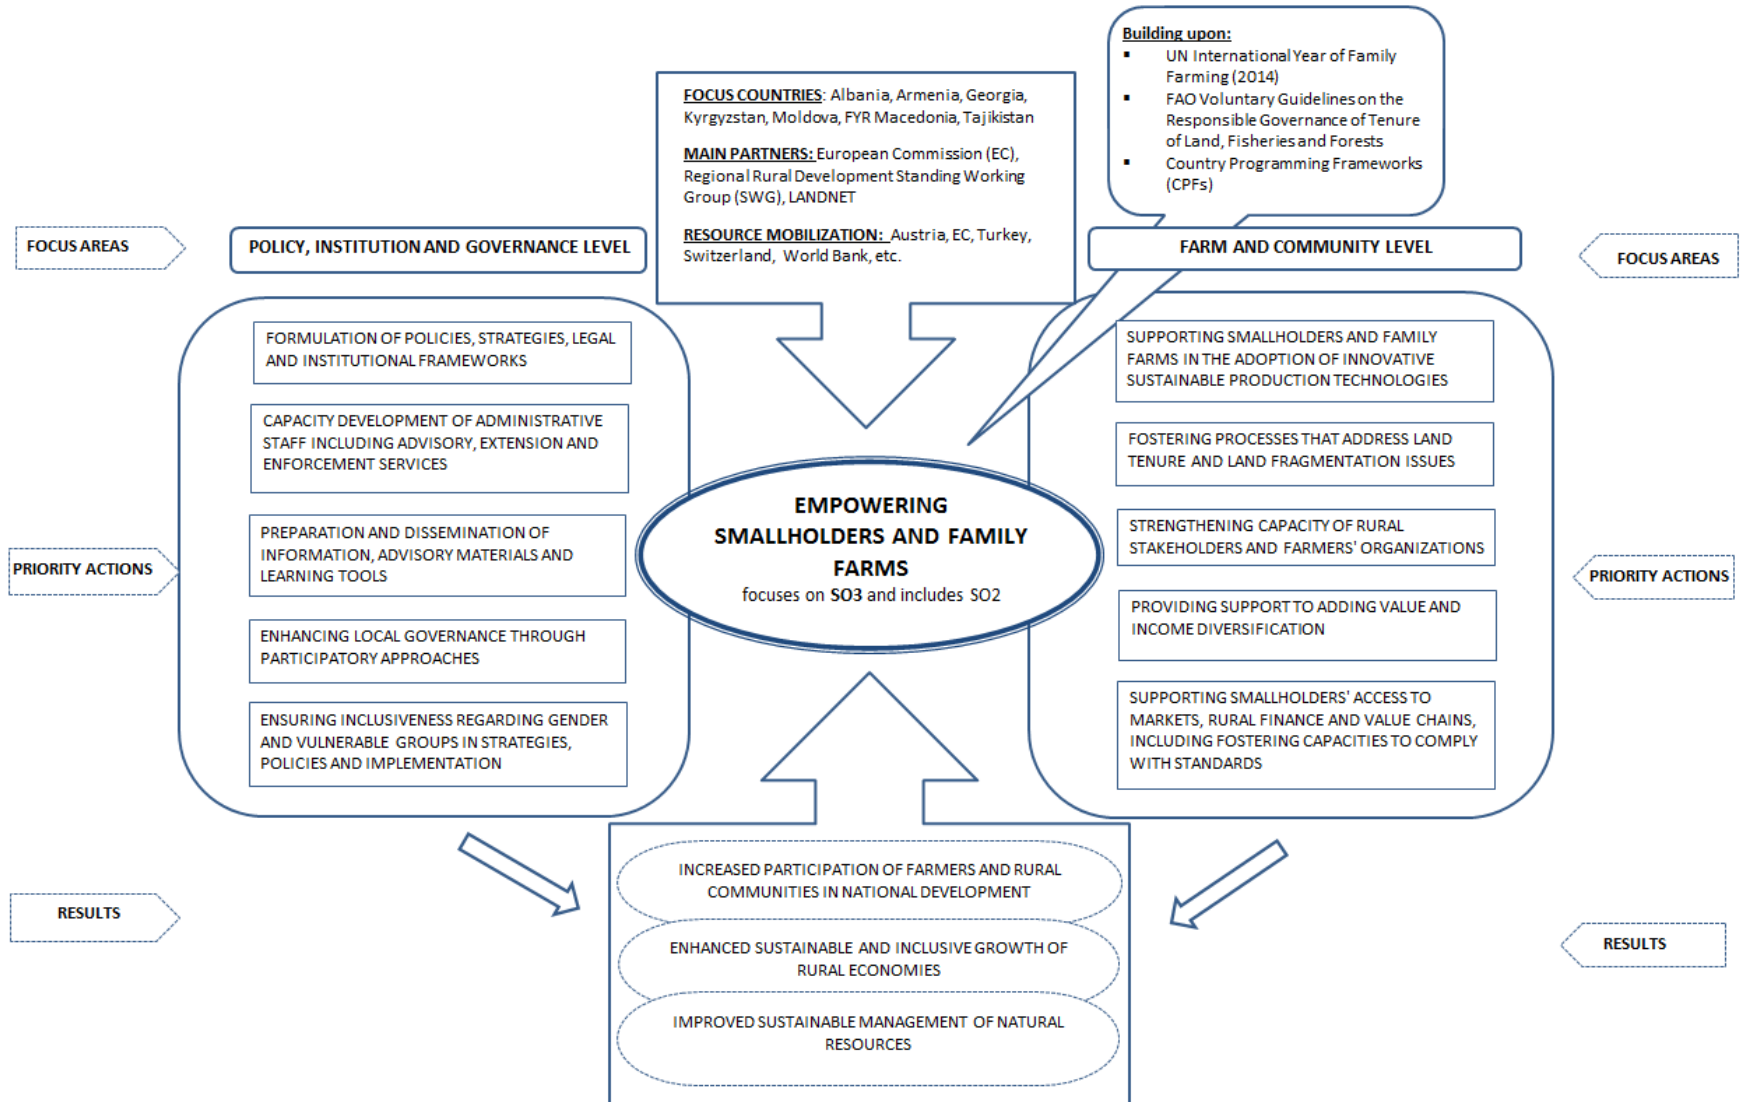 Building upon:
▪ UN International Year of Family
Farming (2014)
▪ FAO Voluntary Guidelines on the
Responsible Governance of Tenure
of Land, Fisheries and Forests
▪ Country Programming Frameworks
(CPFs)
FOCUS COUNTRIES: Albania, Armenia, Georgia,
Kyrgyzstan, Moldova, FYR Macedonia, Tajikistan
MAIN PARTNERS: European Commission (EC),
Regional Rural Development Standing Working
Group (SWG), LANDNET
RESOURCE MOBILIZATION: Austria, EC, Turkey,
Switzerland, World Bank, etc.
FOCUS AREAS
POLICY, INSTITUTION AND GOVERNANCE LEVEL
FARM AND COMMUNITY LEVEL
FOCUS AREAS
FORMULATION OF POLICIES, STRATEGIES, LEGAL
AND INSTITUTIONAL FRAMEWORKS
CAPACITY DEVELOPMENT OF ADMINISTRATIVE
STAFF INCLUDING ADVISORY, EXTENSION AND
ENFORCEMENT SERVICES
PREPARATION AND DISSEMINATION OF
INFORMATION, ADVISORY MATERIALS AND
LEARNING TOOLS
ENHANCING LOCAL GOVERNANCE THROUGH
PARTICIPATORY APPROACHES
ENSURING INCLUSIVENESS REGARDING GENDER
AND VULNERABLE GROUPS IN STRATEGIES,
POLICIES AND IMPLEMENTATION
PRIORITY ACTIONS
EMPOWERING
SMALLHOLDERS AND FAMILY
FARMS
focuses on SO3 and includes SO2
SUPPORTING SMALLHOLDERS AND FAMILY
FARMS IN THE ADOPTION OF INNOVATIVE
SUSTAINABLE PRODUCTION TECHNOLOGIES
FOSTERING PROCESSES THAT ADDRESS LAND
TENURE AND LAND FRAGMENTATION ISSUES
STRENGTHENING CAPACITY OF RURAL
STAKEHOLDERS AND FARMERS' ORGANIZATIONS
PROVIDING SUPPORT TO ADDING VALUE AND
INCOME DIVERSIFICATION
SUPPORTING SMALLHOLDERS' ACCESS TO
MARKETS, RURAL FINANCE AND VALUE CHAINS,
INCLUDING FOSTERING CAPACITIES TO COMPLY
WITH STANDARDS
PRIORITY ACTIONS
RESULTS
INCREASED PARTICIPATION OF FARMERS AND RURAL
COMMUNITIES IN NATIONAL DEVELOPMENT
ENHANCED SUSTAINABLE AND INCLUSIVE GROWTH OF
RURAL ECONOMIES
IMPROVED SUSTAINABLE MANAGEMENT OF NATURAL
RESOURCES
RESULTS